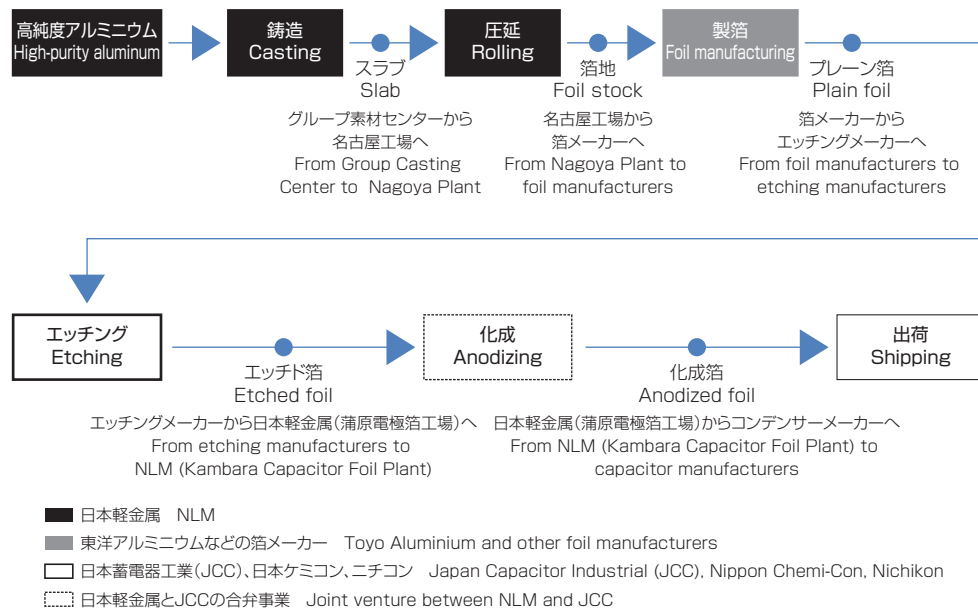 高純度アルミニウム
High-purity aluminum
鋳造
Casting
スラブ
Slab
グループ素材センターから
名古屋工場へ
From Group Casting
Center to Nagoya Plant
圧延
Rolling
箔地
Foil stock
名古屋工場から
箔メーカーへ
From Nagoya Plant to
foil manufacturers
製箔
Foil manufacturing
プレーン箔
Plain foil
箔メーカーから
エッチングメーカーへ
From foil manufacturers to
etching manufacturers
エッチング
Etching
エッチド箔
Etched foil
エッチングメーカーから日本軽金属(蒲原電極箔工場)へ
From etching manufacturers to
NLM (Kambara Capacitor Foil Plant)
化成
Anodizing
化成箔
Anodized foil
日本軽金属(蒲原電極箔工場)からコンデンサーメーカーへ
From NLM (Kambara Capacitor Foil Plant) to
capacitor manufacturers
出荷
Shipping
日本軽金属 NLM
東洋アルミニウムなどの箔メーカー Toyo Aluminium and other foil manufacturers
日本蓄電器工業(JCC)、日本ケミコン、ニチコン Japan Capacitor Industrial (JCC), Nippon Chemi-Con, Nichikon
日本軽金属とJCCの合弁事業 Joint venture between NLM and JCC